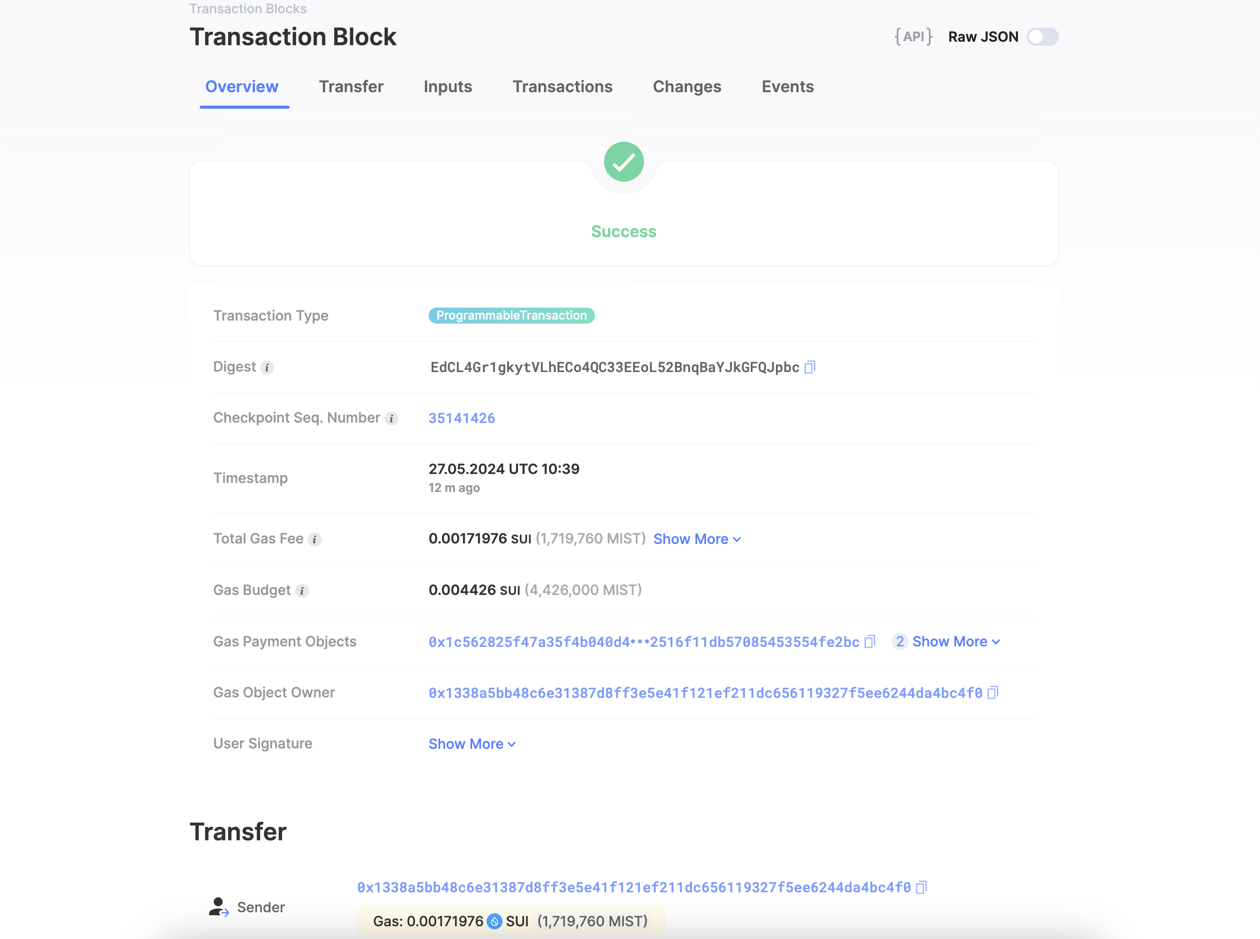 Transaction Blocks
Transaction Block
{API} Raw JSON
Overview Transfer Inputs Transactions Changes Events
Success
Transaction Type ProgrammableTransaction
Digest i EdCL4Gr1gkytVLhECo4QC33EEoL52BnqBaYJkGFQJpbc
Checkpoint Seq. Number i 35141426
Timestamp 27.05.2024 UTC 10:39
12 m ago
Total Gas Fee i 0.00171976 SUI (1,719,760 MIST) Show More
Gas Budget i 0.004426 SUI (4,426,000 MIST)
Gas Payment Objects 0x1c562825f47a35f4b040d4•••2516f11db57085453554fe2bc 2 Show More
Gas Object Owner 0x1338a5bb48c6e31387d8ff3e5e41f121ef211dc656119327f5ee6244da4bc4f0
User Signature Show More
Transfer
Sender 0x1338a5bb48c6e31387d8ff3e5e41f121ef211dc656119327f5ee6244da4bc4f0
Gas: 0.00171976 SUI (1,719,760 MIST)